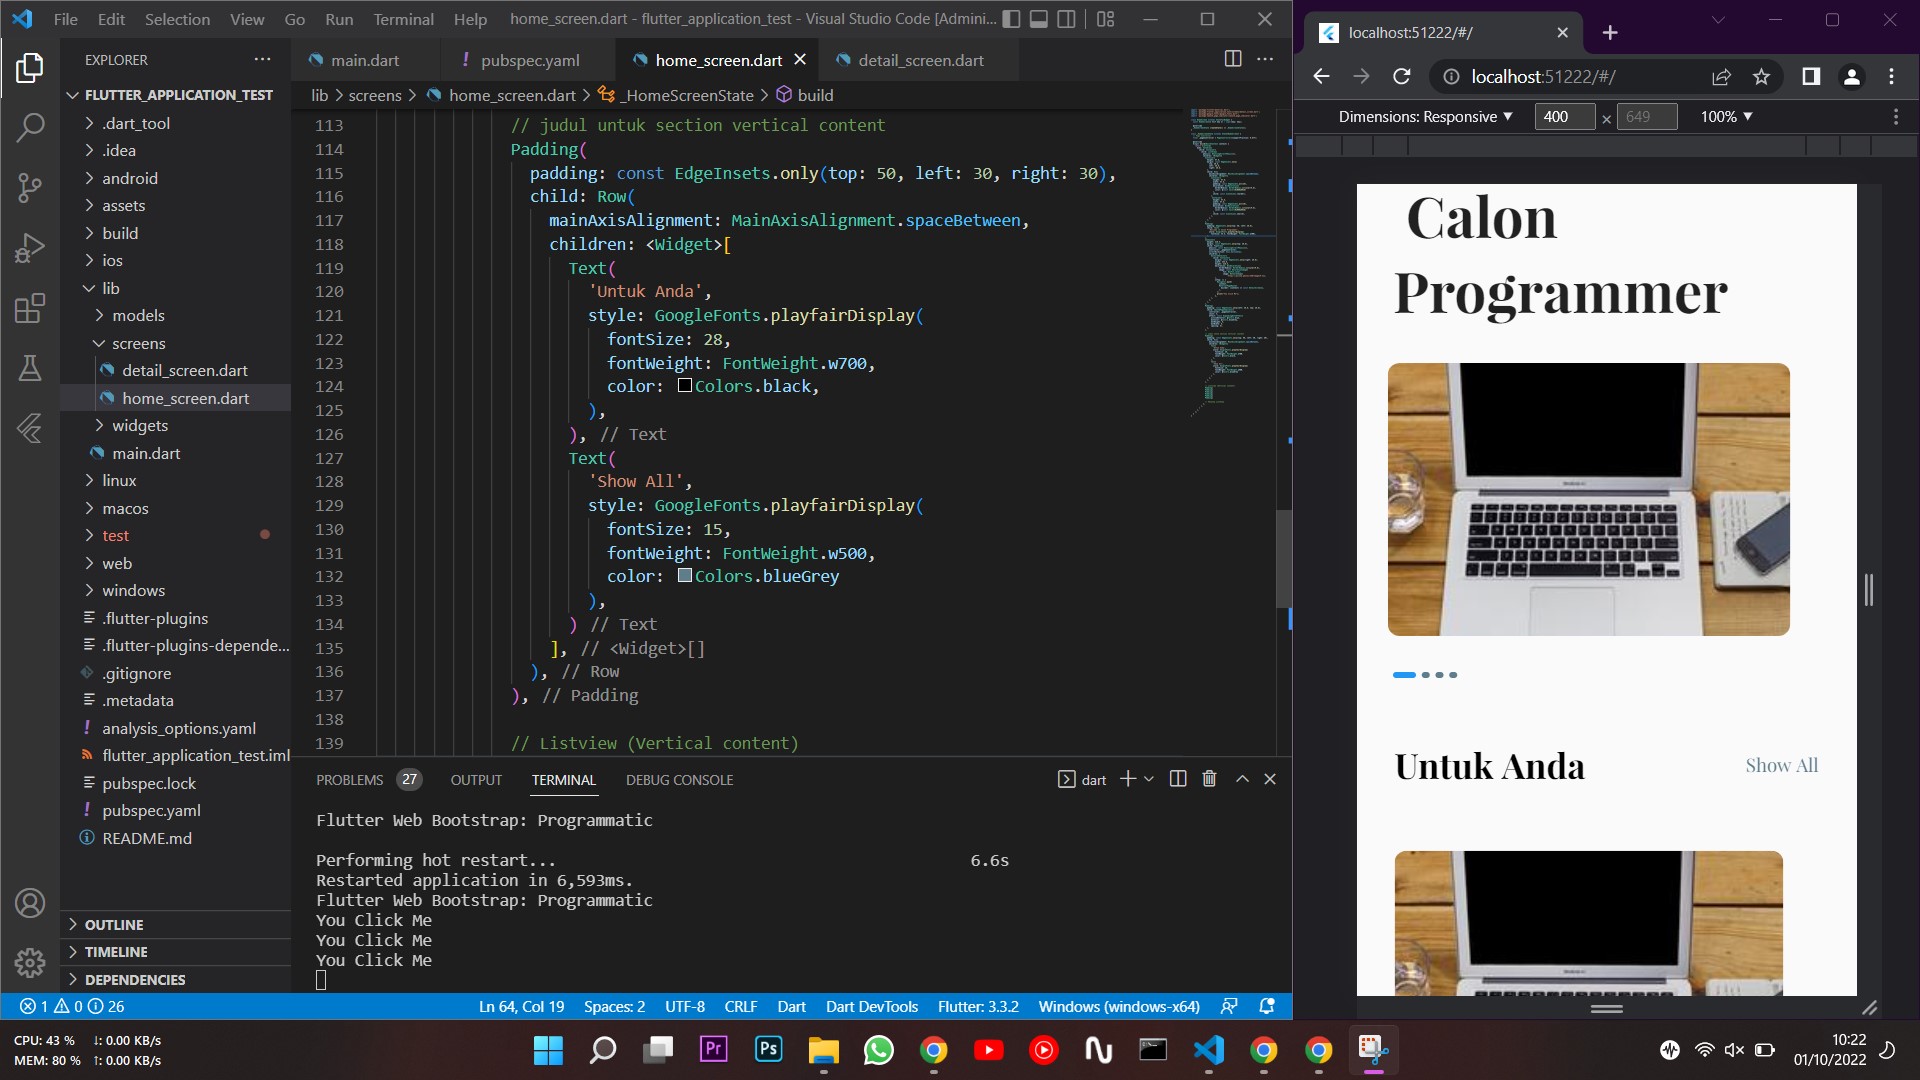 File Edit Selection View Go Run Terminal Help home_screen.dart - flutter_application_test - Visual Studio Code [Admini...
EXPLORER
FLUTTER_APPLICATION_TEST
.dart_tool
.idea
android
assets
build
ios
lib
models
screens
detail_screen.dart
home_screen.dart
widgets
main.dart
linux
macos
test
web
windows
.flutter-plugins
.flutter-plugins-depende...
.gitignore
.metadata
analysis_options.yaml
flutter_application_test.iml
pubspec.lock
pubspec.yaml
README.md
OUTLINE
TIMELINE
DEPENDENCIES
main.dart pubspec.yaml home_screen.dart detail_screen.dart
lib > screens > home_screen.dart > _HomeScreenState > build
113 // judul untuk section vertical content
114 Padding(
115 padding: const EdgeInsets.only(top: 50, left: 30, right: 30),
116 child: Row(
117 mainAxisAlignment: MainAxisAlignment.spaceBetween,
118 children: <Widget>[
119 Text(
120 'Untuk Anda',
121 style: GoogleFonts.playfairDisplay(
122 fontSize: 28,
123 fontWeight: FontWeight.w700,
124 color: Colors.black,
125 ),
126 ), // Text
127 Text(
128 'Show All',
129 style: GoogleFonts.playfairDisplay(
130 fontSize: 15,
131 fontWeight: FontWeight.w500,
132 color: Colors.blueGrey
133 ),
134 ) // Text
135 ], // <Widget>[]
136 ), // Row
137 ), // Padding
138
139 // Listview (Vertical content)
PROBLEMS 27 OUTPUT TERMINAL DEBUG CONSOLE dart
Flutter Web Bootstrap: Programmatic
Performing hot restart... 6.6s
Restarted application in 6,593ms.
Flutter Web Bootstrap: Programmatic
You Click Me
You Click Me
You Click Me
1 0 26 Ln 64, Col 19 Spaces: 2 UTF-8 CRLF Dart Dart DevTools Flutter: 3.3.2 Windows (windows-x64)
localhost:51222/#/
localhost:51222/#/
Dimensions: Responsive 400 × 649 100%
Calon
Programmer
Untuk Anda Show All
CPU: 43 % ↓: 0.00 KB/s
MEM: 80 % ↑: 0.00 KB/s
Pr
Ps
10:22
01/10/2022